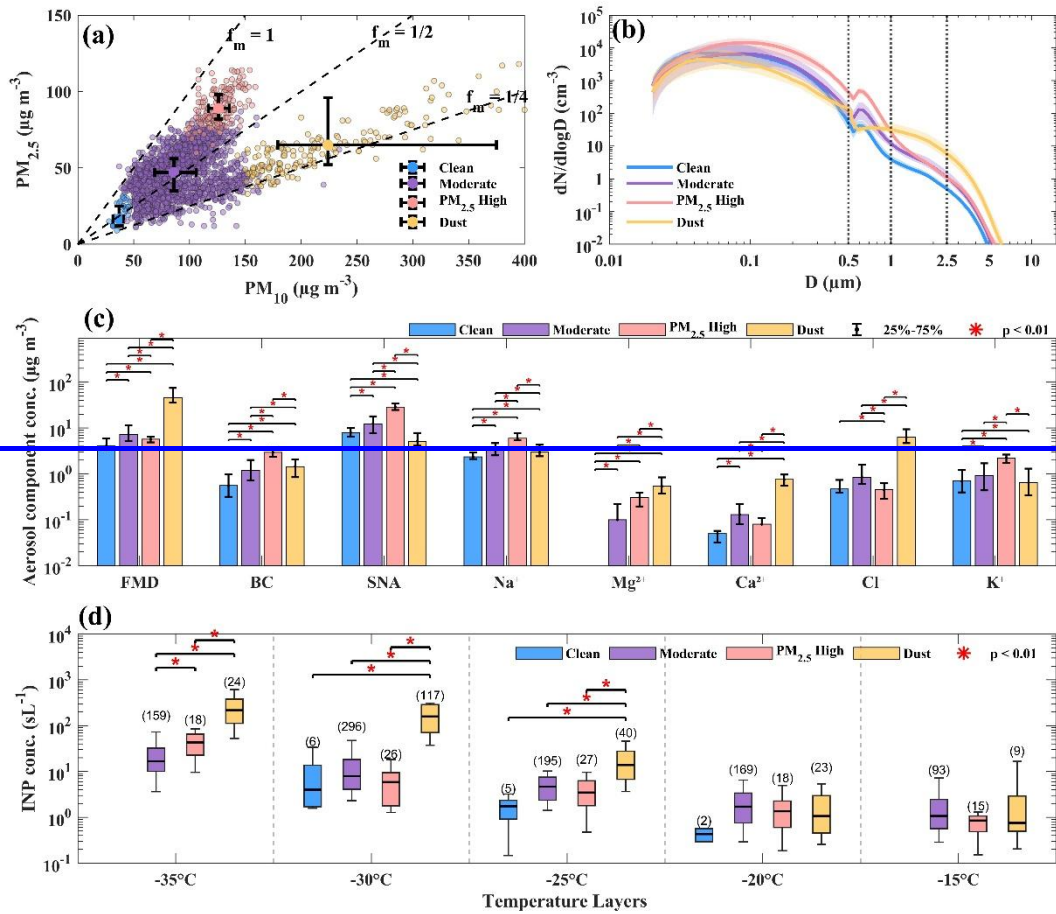 (a)
f_m = 1
f_m = 1/2
f_m = 1/4
PM2.5 (μg m⁻³)
150
100
50
0
0 50 100 150 200 250 300 350 400
PM10 (μg m⁻³)
Clean
Moderate
PM2.5 High
Dust
(b)
dN/dlogD (cm⁻³)
10⁵
10⁴
10³
10²
10
1
10⁻¹
10⁻²
0.01 0.1 0.5 1 2.5 5 10
D (μm)
Clean
Moderate
PM2.5 High
Dust
(c)
Clean Moderate PM2.5 High Dust 25%-75% * p < 0.01
Aerosol component conc. (μg m⁻³)
10²
10¹
10⁰
10⁻¹
10⁻²
FMD BC SNA Na Mg² Ca² Cl K
(d)
Clean Moderate PM2.5 High Dust * p < 0.01
INP conc. (sL⁻¹)
10⁴
10³
10²
10¹
10⁰
10⁻¹
(159) (18) (24)
(6) (296) (26) (117)
(5) (195) (27) (40)
(2) (169) (18) (23)
(93) (15) (9)
-35°C -30°C -25°C -20°C -15°C
Temperature Layers